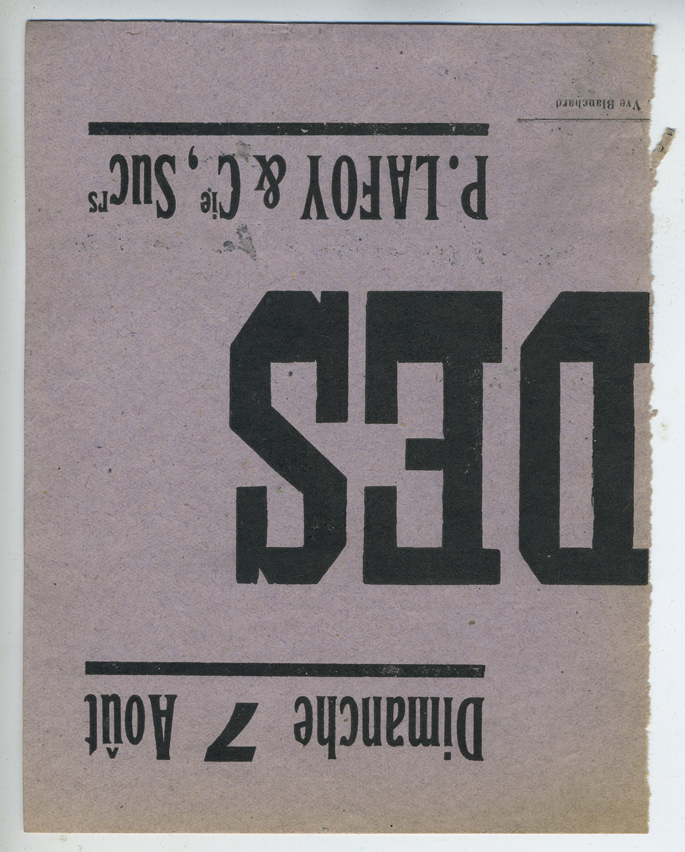 Dimanche 7 Août
DES
P. LAFOY & Cie, Sucrs
Vve Blanchard